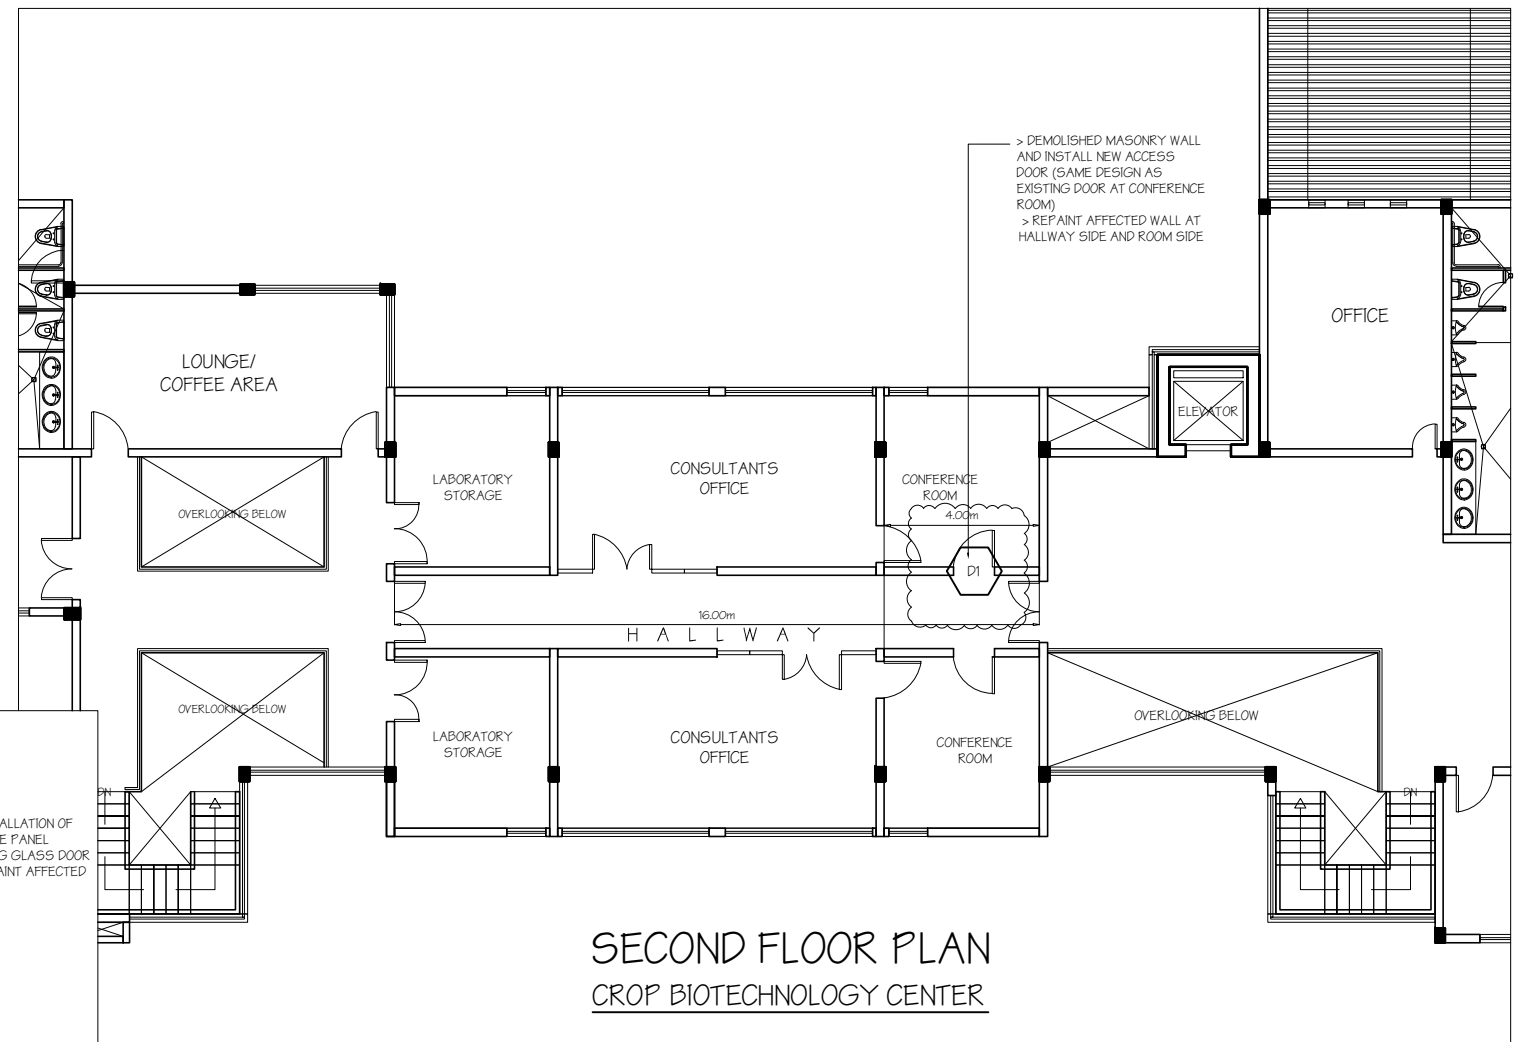 > DEMOLISHED MASONRY WALL
AND INSTALL NEW ACCESS
DOOR (SAME DESIGN AS
EXISTING DOOR AT CONFERENCE
ROOM)
> REPAINT AFFECTED WALL AT
HALLWAY SIDE AND ROOM SIDE
OFFICE
LOUNGE/
COFFEE AREA
ELEVATOR
LABORATORY
STORAGE
CONSULTANTS
OFFICE
CONFERENCE
ROOM
OVERLOOKING BELOW
4.00m
D1
16.00m
HALLWAY
OVERLOOKING BELOW
LABORATORY
STORAGE
CONSULTANTS
OFFICE
CONFERENCE
ROOM
OVERLOOKING BELOW
DN
DN
ALLATION OF
E PANEL
G GLASS DOOR
AINT AFFECTED
SECOND FLOOR PLAN
CROP BIOTECHNOLOGY CENTER